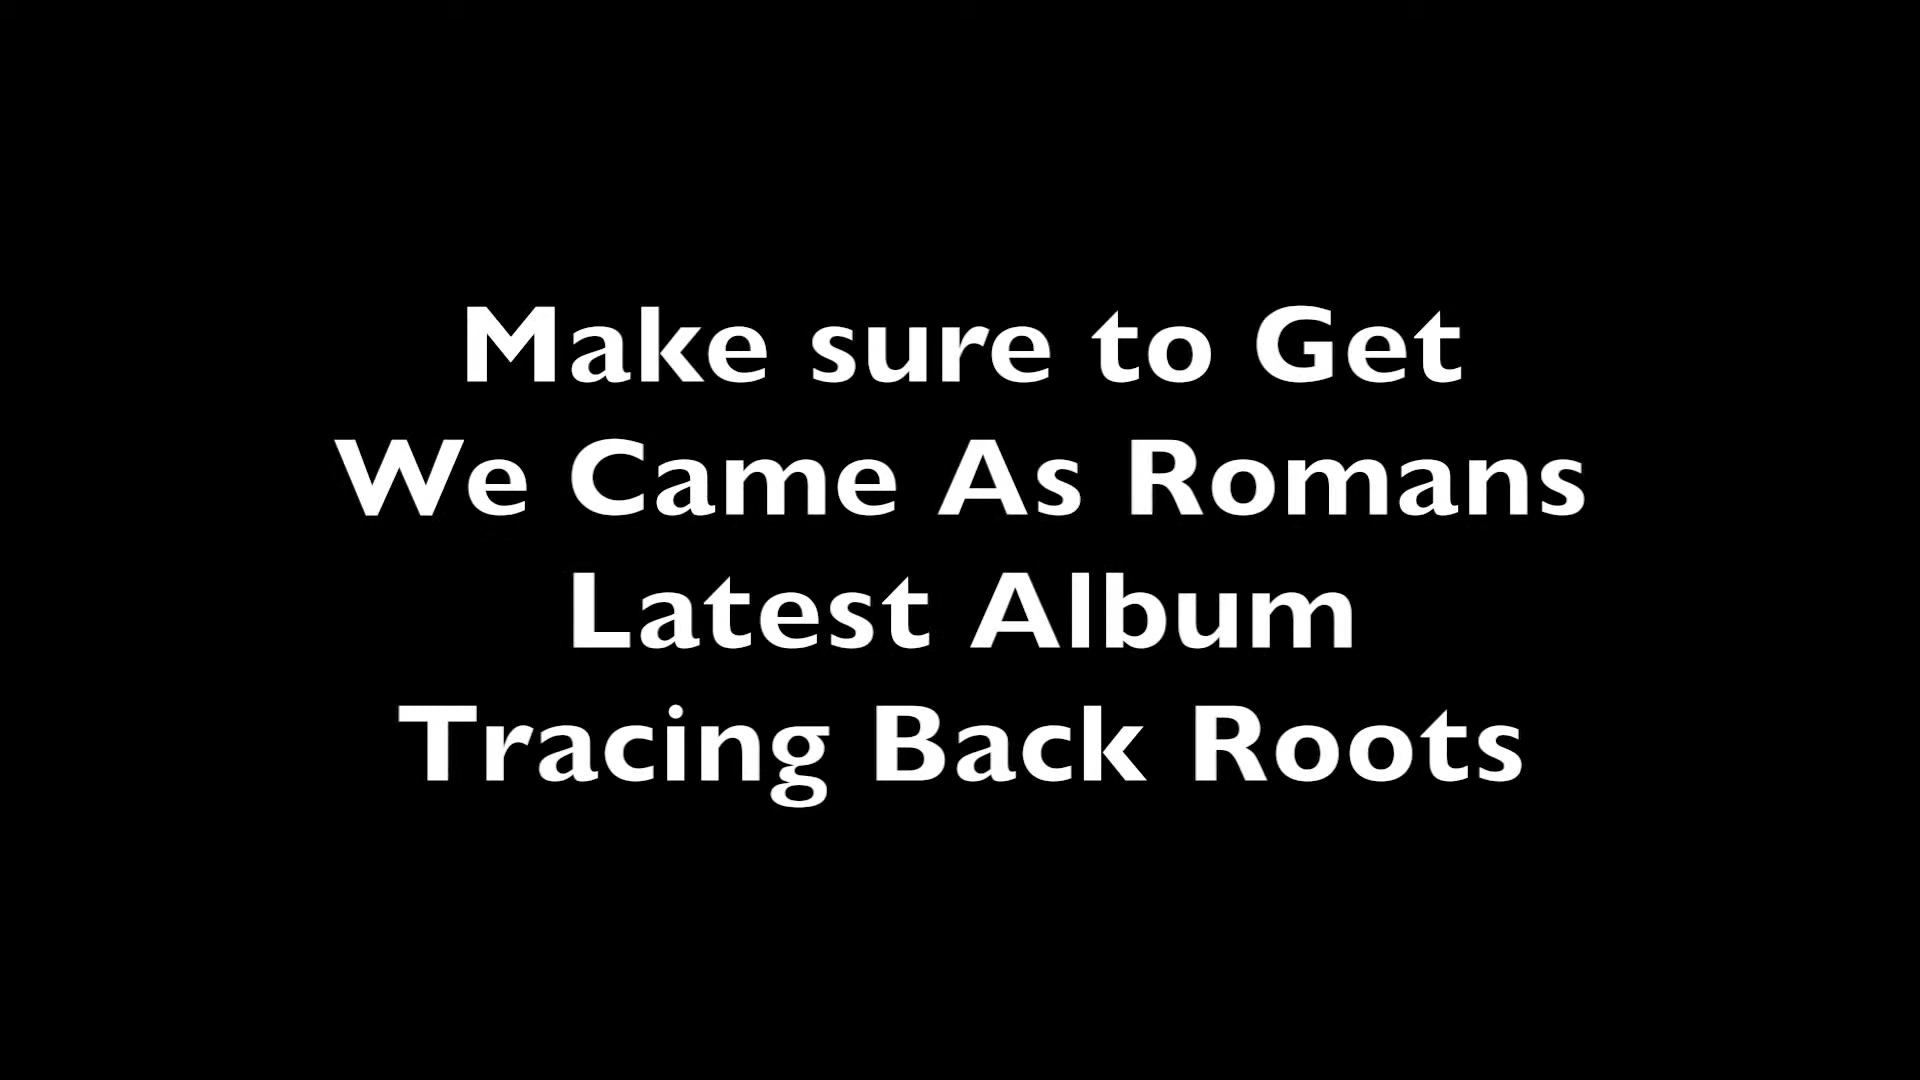 Make sure to Get
We Came As Romans
Latest Album
Tracing Back Roots